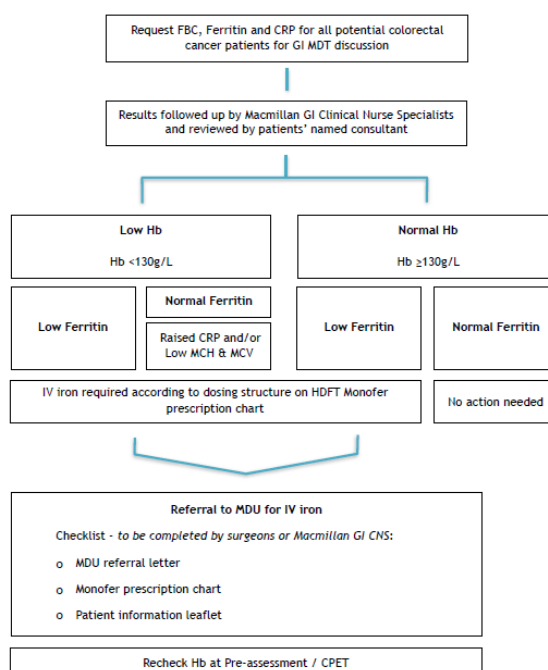 Request FBC, Ferritin and CRP for all potential colorectal
cancer patients for GI MDT discussion
Results followed up by Macmillan GI Clinical Nurse Specialists
and reviewed by patients' named consultant
Low Hb
Hb <130g/L
Normal Hb
Hb ≥130g/L
Low Ferritin
Normal Ferritin
Raised CRP and/or
Low MCH & MCV
Low Ferritin
Normal Ferritin
IV iron required according to dosing structure on HDFT Monofer
prescription chart
No action needed
Referral to MDU for IV iron
Checklist - to be completed by surgeons or Macmillan GI CNS:
o MDU referral letter
o Monofer prescription chart
o Patient information leaflet
Recheck Hb at Pre-assessment / CPET